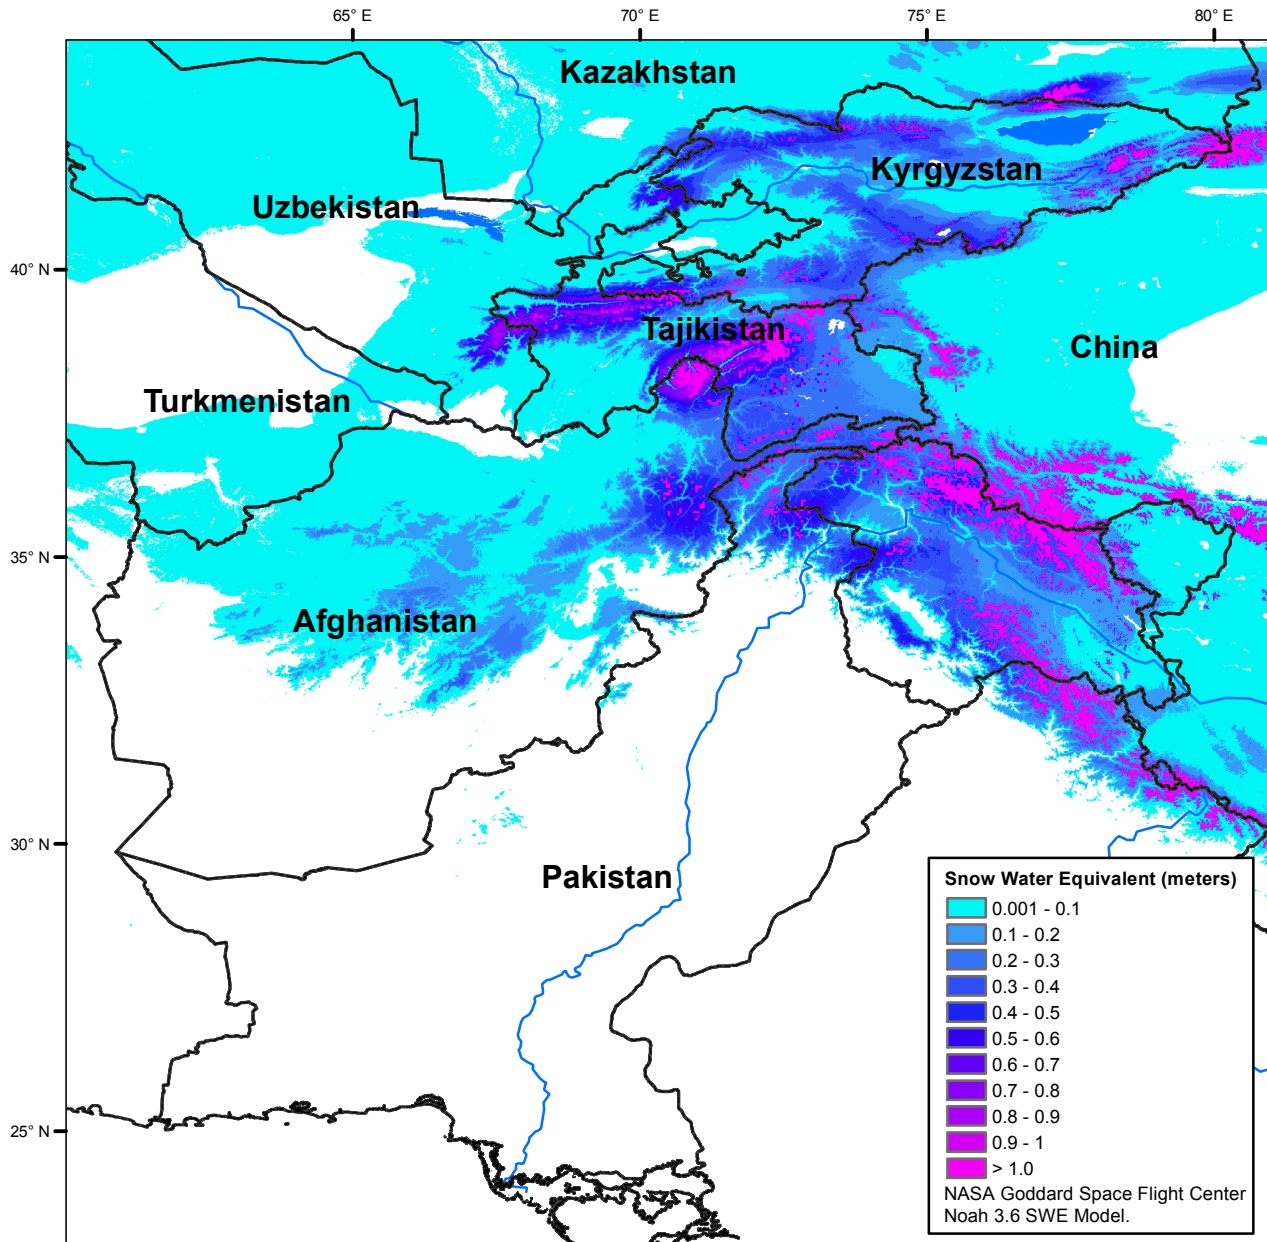 65° E
70° E
75° E
80° E
Kazakhstan
Kyrgyzstan
Uzbekistan
40° N
Tajikistan
China
Turkmenistan
35° N
Afghanistan
30° N
Pakistan
25° N
Snow Water Equivalent (meters)
0.001 - 0.1
0.1 - 0.2
0.2 - 0.3
0.3 - 0.4
0.4 - 0.5
0.5 - 0.6
0.6 - 0.7
0.7 - 0.8
0.8 - 0.9
0.9 - 1
> 1.0
NASA Goddard Space Flight Center
Noah 3.6 SWE Model.